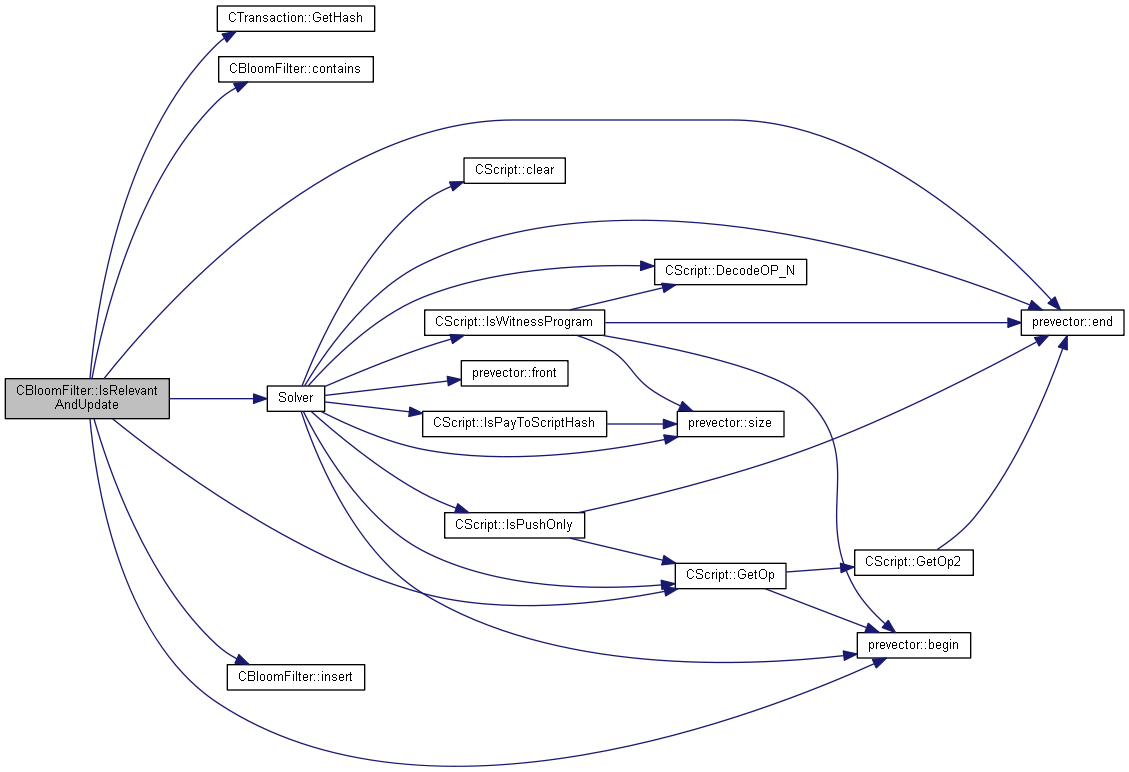 CTransaction::GetHash
CBloomFilter::contains
CScript::clear
CScript::DecodeOP_N
CScript::IsWitnessProgram
prevector::end
prevector::front
CBloomFilter::IsRelevant
AndUpdate
Solver
CScript::IsPayToScriptHash
prevector::size
CScript::IsPushOnly
CScript::GetOp2
CScript::GetOp
prevector::begin
CBloomFilter::insert